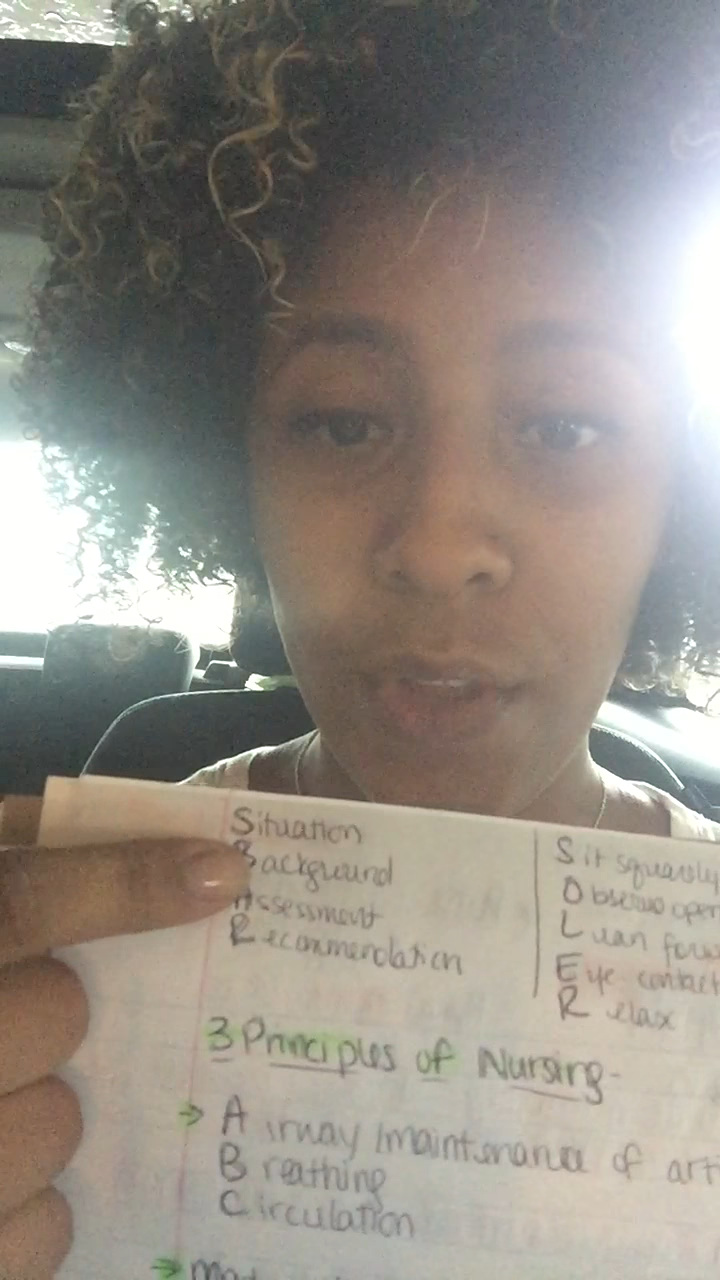 Situation
Background
Assessment
Recommendation
Sit squarely
Observe open
Lean forw
Eye contact
Relax
3 Principles of Nursing-
→ Airway/maintenance of art
Breathing
Circulation
→